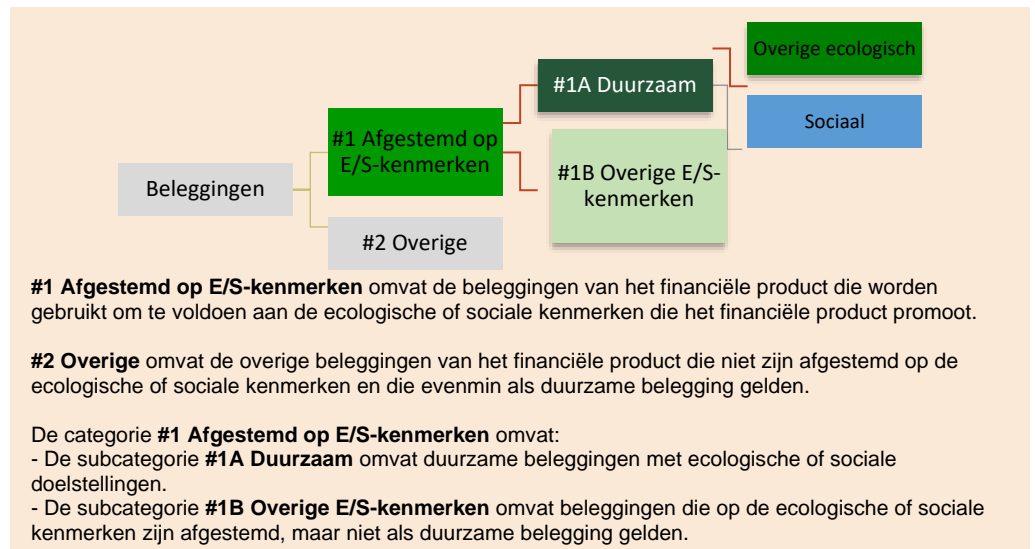 Overige ecologisch
#1A Duurzaam
Sociaal
#1 Afgestemd op
E/S-kenmerken
#1B Overige E/S-
kenmerken
Beleggingen
#2 Overige
#1 Afgestemd op E/S-kenmerken omvat de beleggingen van het financiële product die worden
gebruikt om te voldoen aan de ecologische of sociale kenmerken die het financiële product promoot.
#2 Overige omvat de overige beleggingen van het financiële product die niet zijn afgestemd op de
ecologische of sociale kenmerken en die evenmin als duurzame belegging gelden.
De categorie #1 Afgestemd op E/S-kenmerken omvat:
- De subcategorie #1A Duurzaam omvat duurzame beleggingen met ecologische of sociale
doelstellingen.
- De subcategorie #1B Overige E/S-kenmerken omvat beleggingen die op de ecologische of sociale
kenmerken zijn afgestemd, maar niet als duurzame belegging gelden.